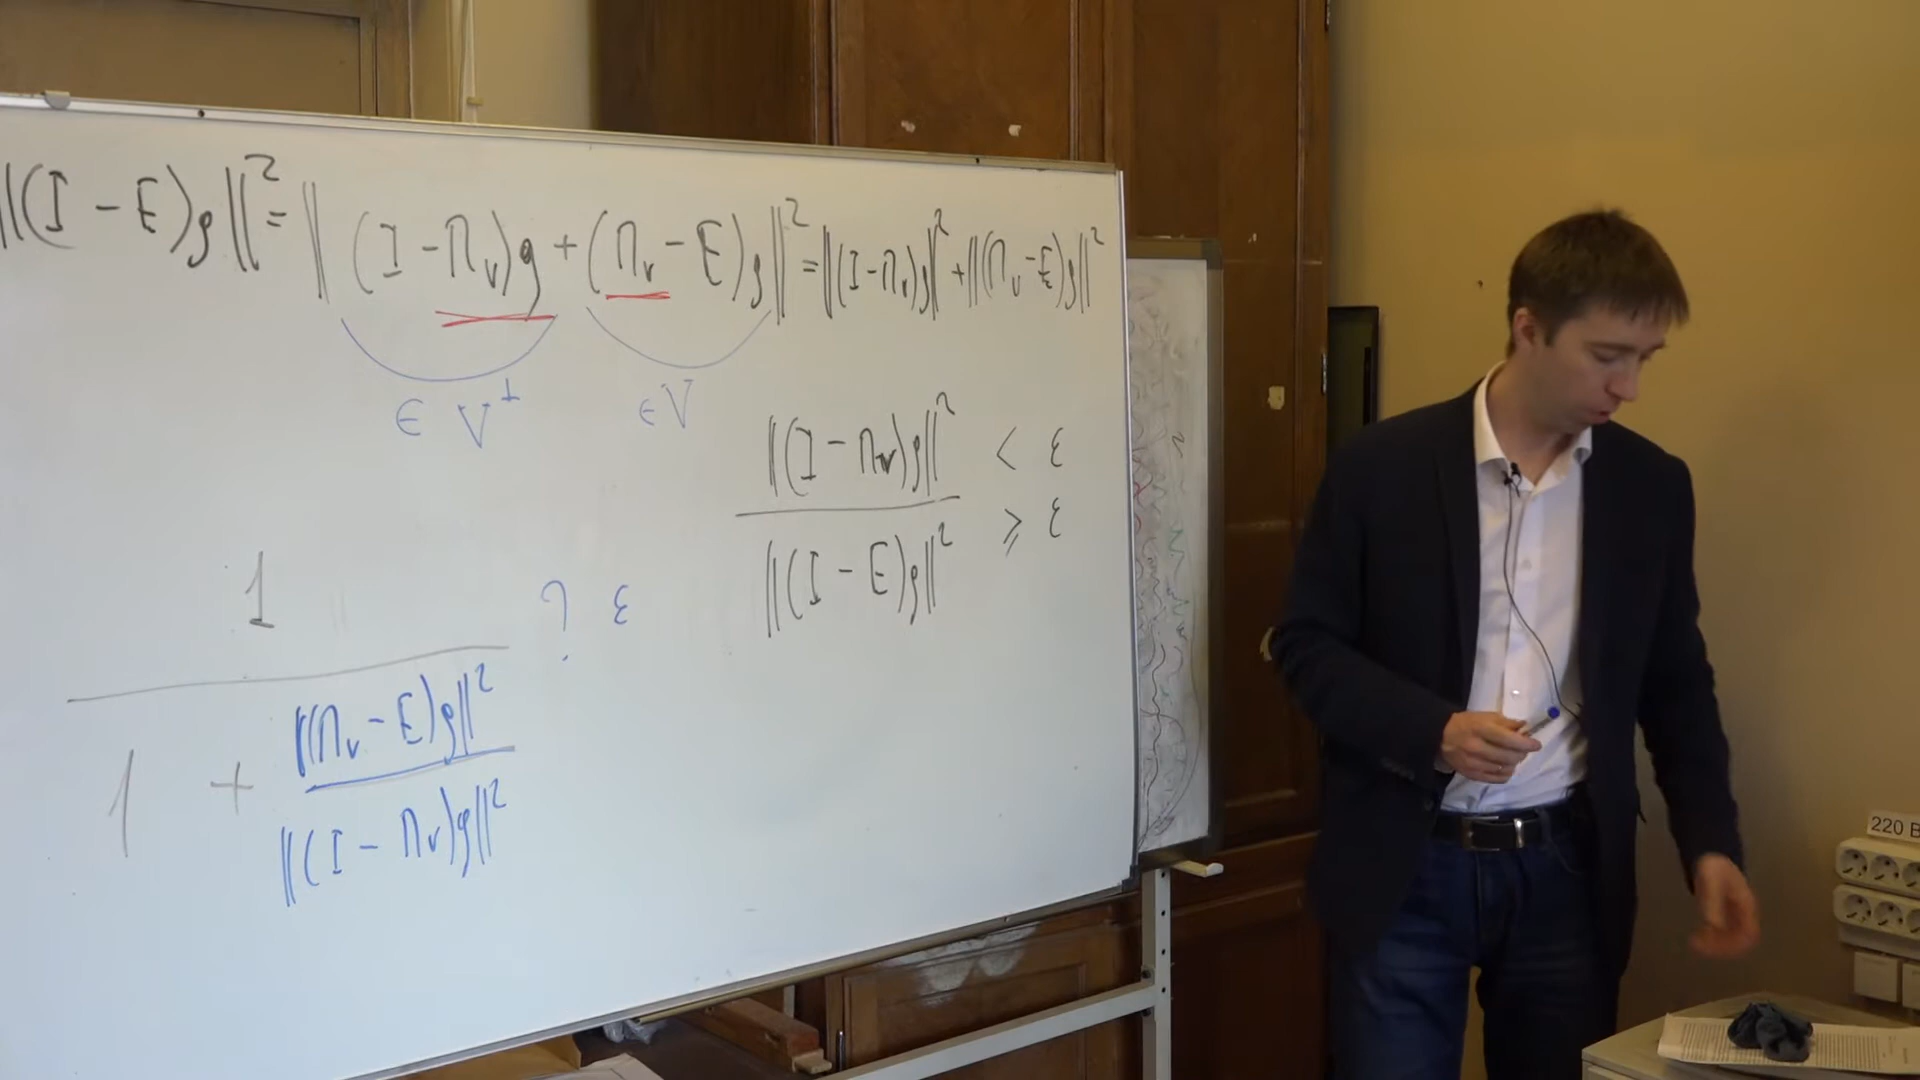 ||(I - E)g||² = ||(I - Π_V)g + (Π_V - E)g||² = ||(I - Π_V)g||² + ||(Π_V - E)g||²
∈ V^⊥ ∈ V
||(I - Π_V)g||² < ε
≥ ε
||(I - E)g||²
1
? ε
1 + ||(Π_V - E)g||²
||(I - Π_V)g||²
220 В